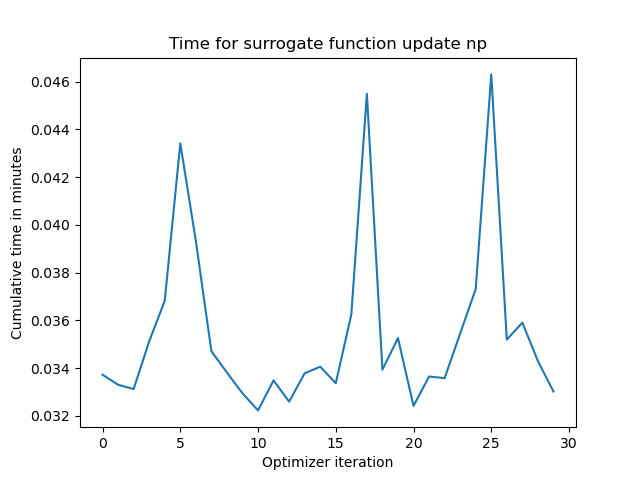 Time for surrogate function update np
Cumulative time in minutes
0.046
0.044
0.042
0.040
0.038
0.036
0.034
0.032
0 5 10 15 20 25 30
Optimizer iteration